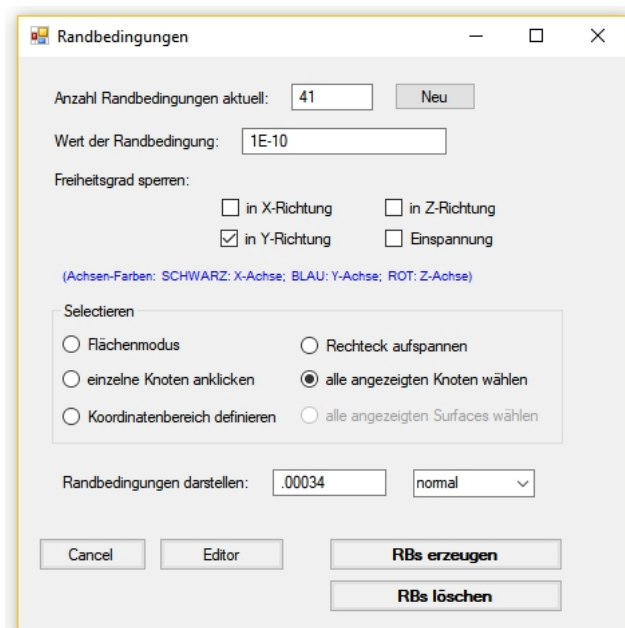 Randbedingungen
Anzahl Randbedingungen aktuell: 41 Neu
Wert der Randbedingung: 1E-10
Freiheitsgrad sperren:
in X-Richtung in Z-Richtung
in Y-Richtung Einspannung
(Achsen-Farben: SCHWARZ: X-Achse; BLAU: Y-Achse; ROT: Z-Achse)
Selectieren
Flächenmodus Rechteck aufspannen
einzelne Knoten anklicken alle angezeigten Knoten wählen
Koordinatenbereich definieren alle angezeigten Surfaces wählen
Randbedingungen darstellen: .00034 normal
Cancel Editor RBs erzeugen
RBs löschen